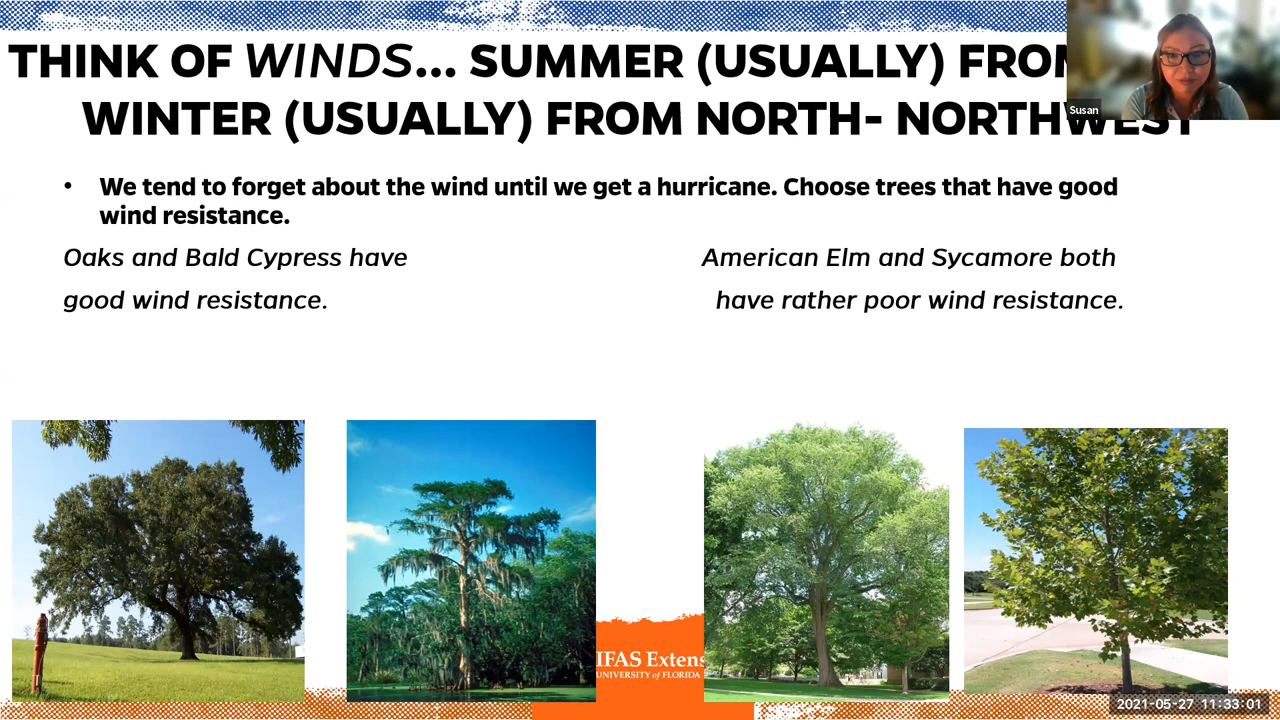 THINK OF WINDS... SUMMER (USUALLY) FROM
WINTER (USUALLY) FROM NORTH- NORTHWEST
Susan
• We tend to forget about the wind until we get a hurricane. Choose trees that have good
wind resistance.
Oaks and Bald Cypress have
good wind resistance.
American Elm and Sycamore both
have rather poor wind resistance.
IFAS Extens
UNIVERSITY of FLORIDA
2021-05-27 11:33:01